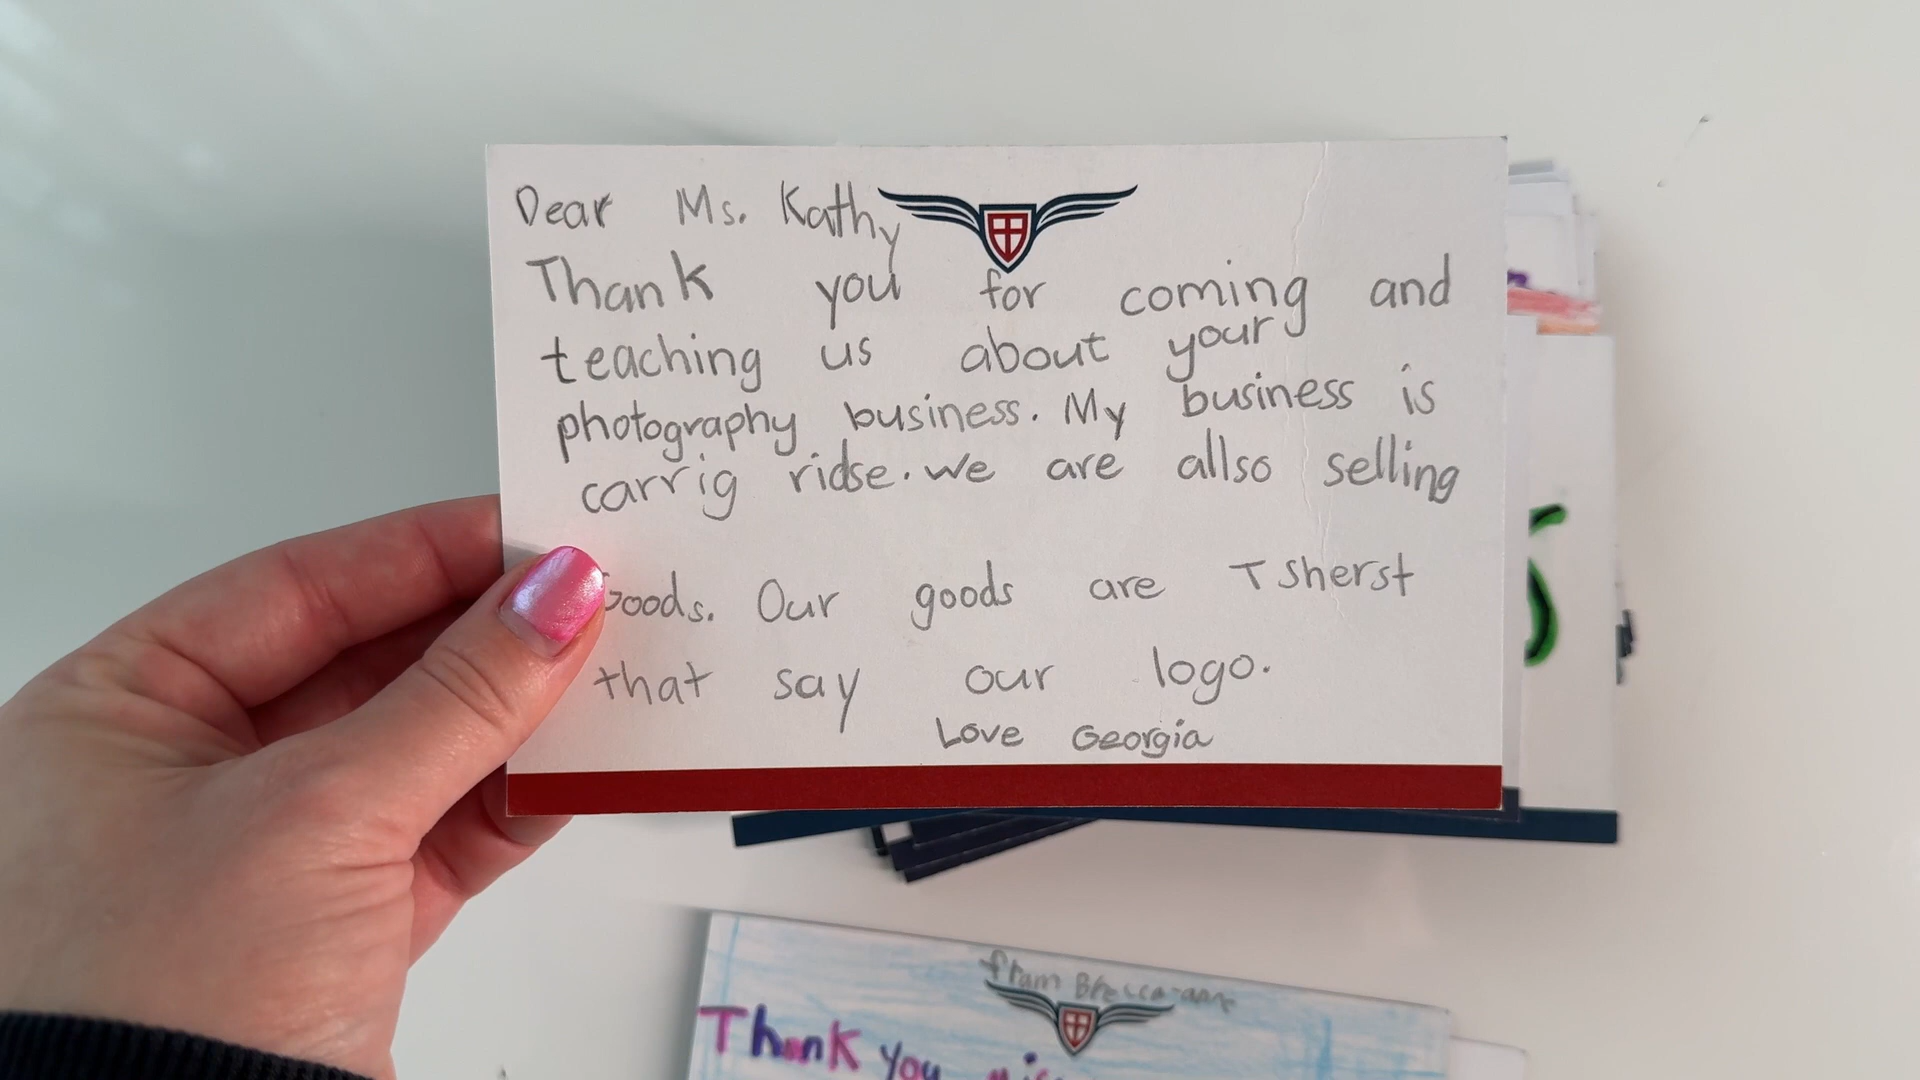 Dear Ms. Kathy
Thank you for coming and
teaching us about your
photography business. My business is
carrig ridse. We are allso selling
Goods. Our goods are T sherst
that say our logo.
Love Georgia
Thank you